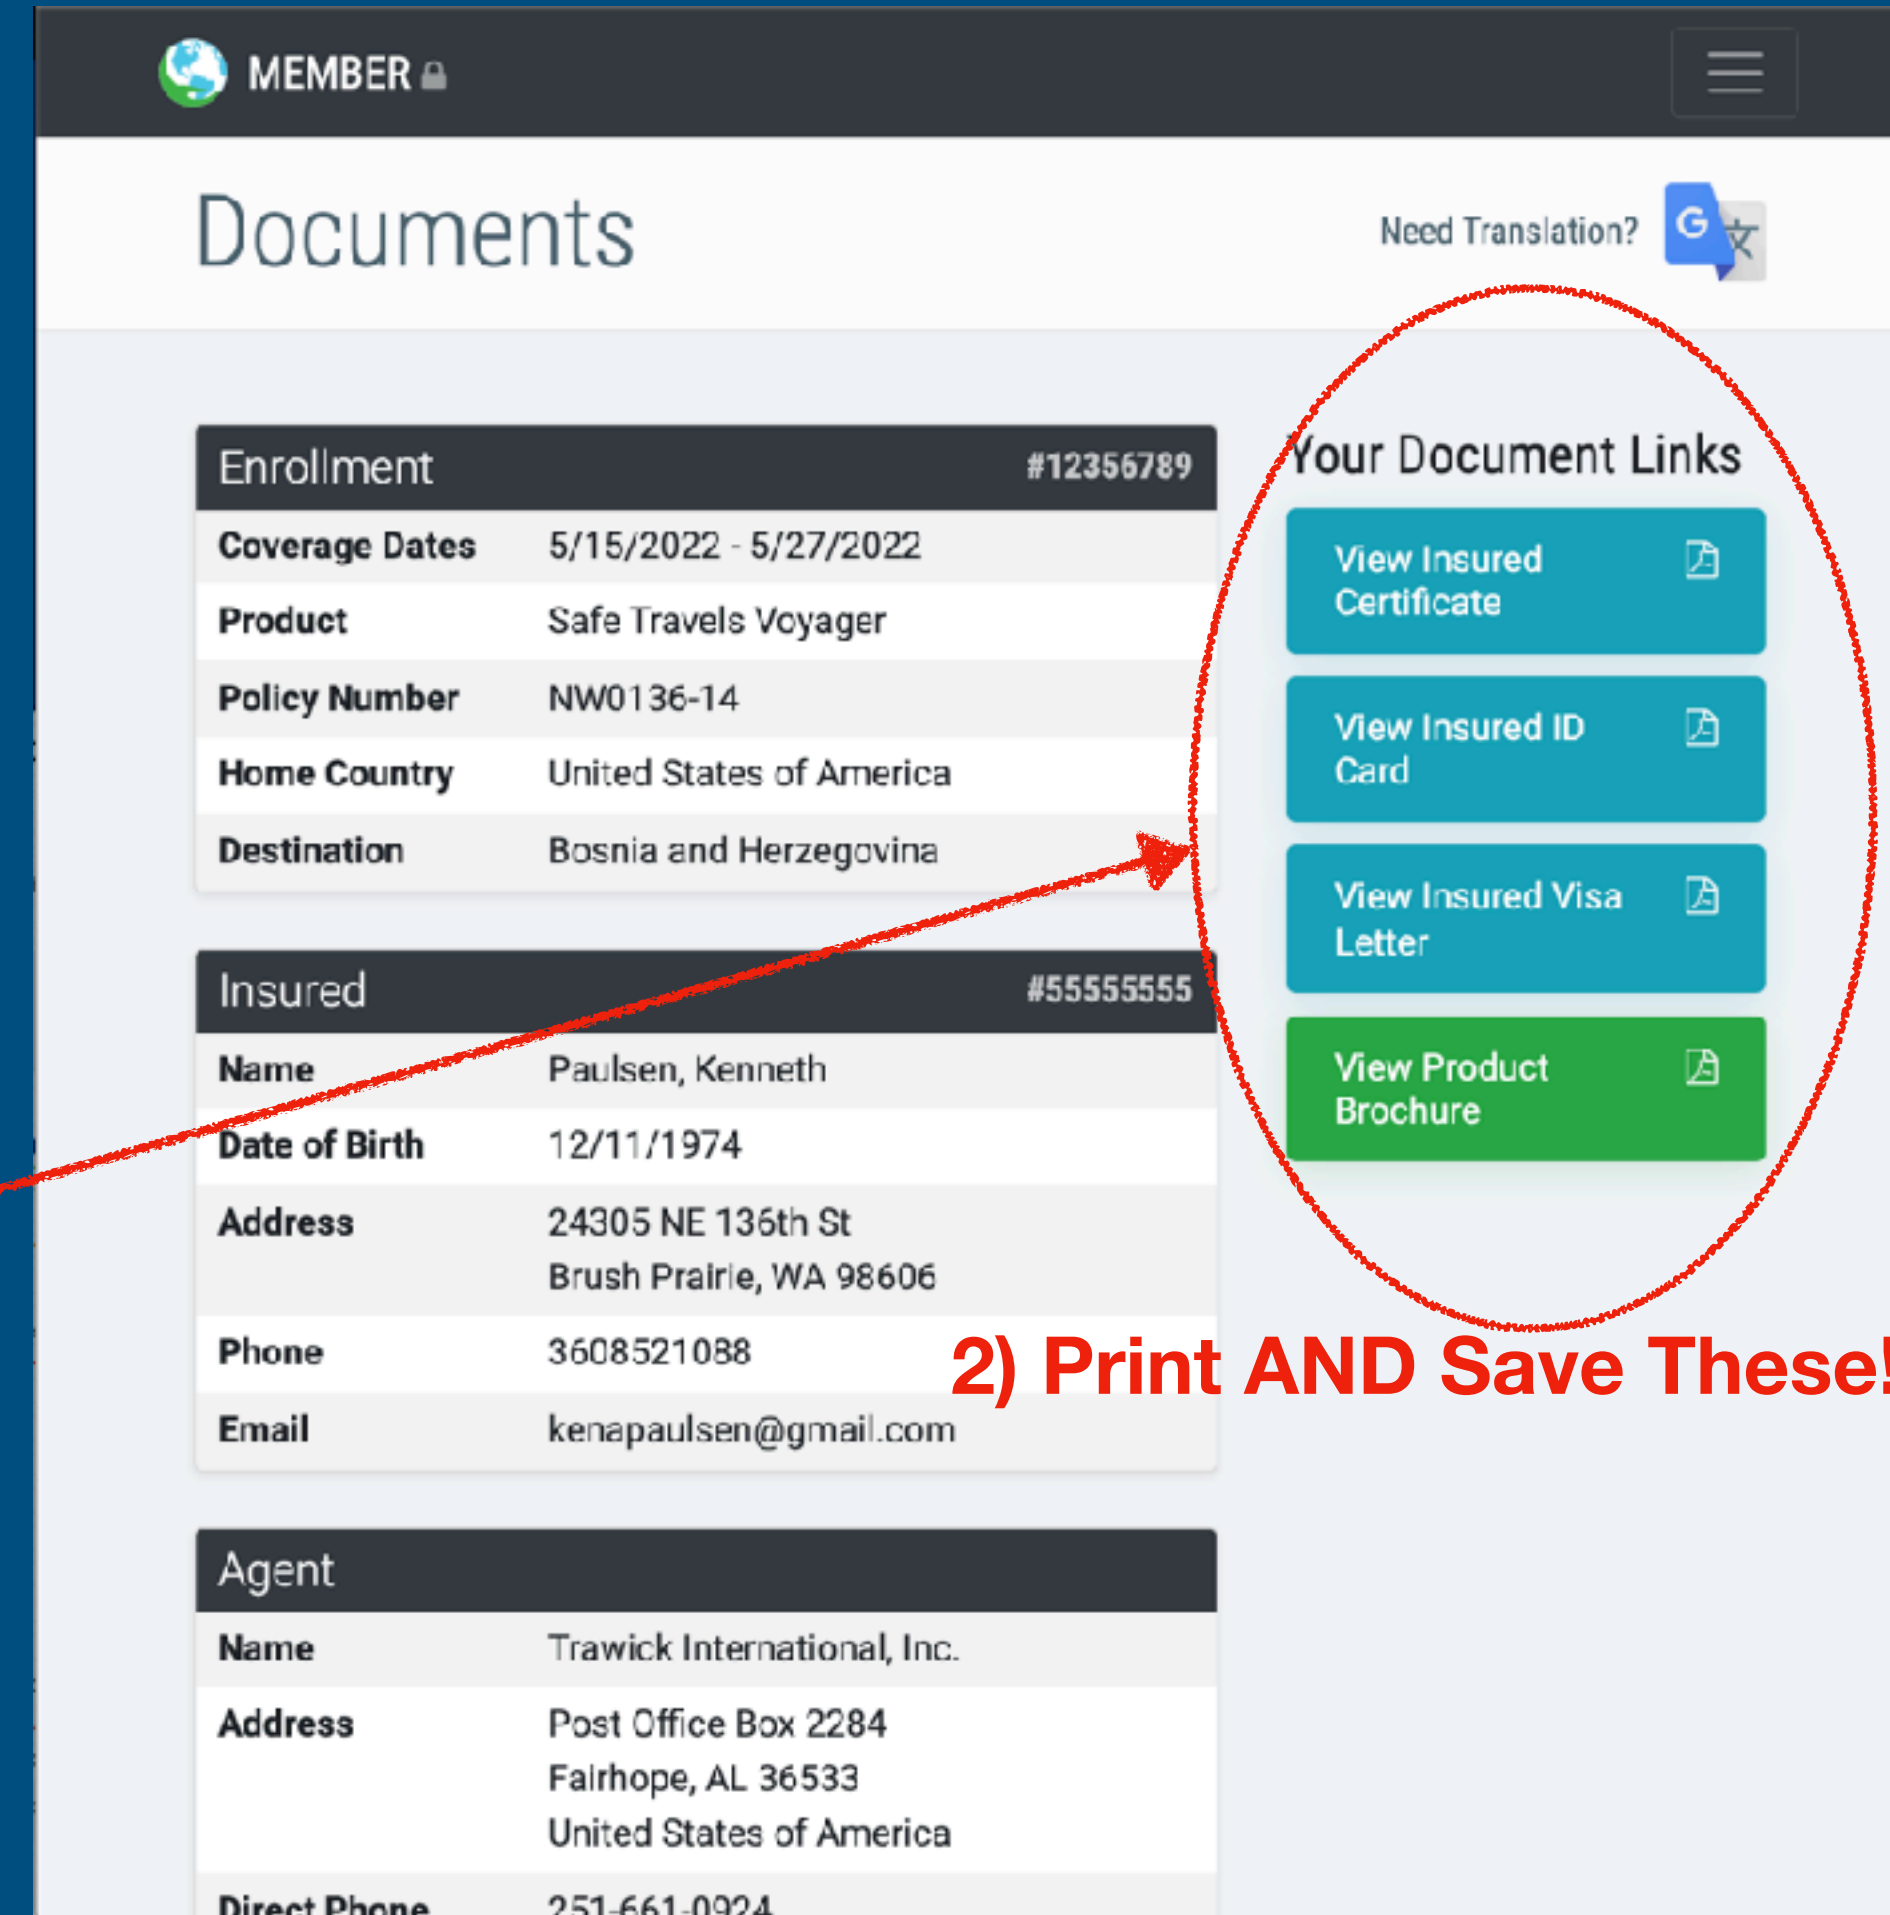 MEMBER
Documents
Need Translation?
Enrollment #12356789
Coverage Dates 5/15/2022 - 5/27/2022
Product Safe Travels Voyager
Policy Number NW0136-14
Home Country United States of America
Destination Bosnia and Herzegovina
Insured #55555555
Name Paulsen, Kenneth
Date of Birth 12/11/1974
Address 24305 NE 136th St
Brush Prairie, WA 98606
Phone 3608521088
Email kenapaulsen@gmail.com
Agent
Name Trawick International, Inc.
Address Post Office Box 2284
Fairhope, AL 36533
United States of America
Direct Phone 251-661-0924
Your Document Links
View Insured
Certificate
View Insured ID
Card
View Insured Visa
Letter
View Product
Brochure
2) Print AND Save These!